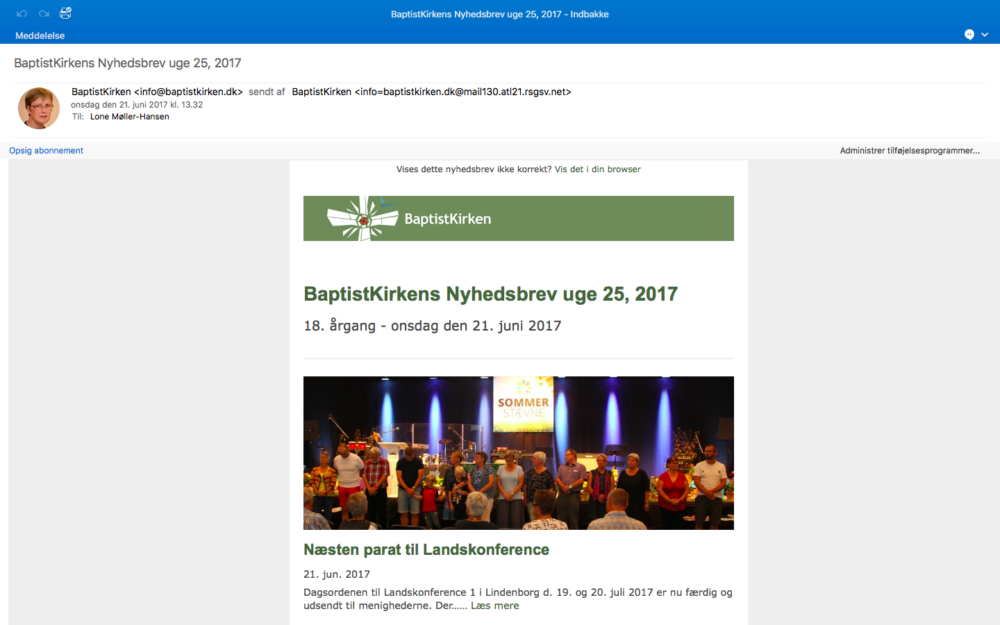 BaptistKirkens Nyhedsbrev uge 25, 2017 - Indbakke
Meddelelse
BaptistKirkens Nyhedsbrev uge 25, 2017
BaptistKirken <info@baptistkirken.dk> sendt af BaptistKirken <info=baptistkirken.dk@mail130.atl21.rsgsv.net>
onsdag den 21. juni 2017 kl. 13.32
Til: Lone Møller-Hansen
Opsig abonnement
Administrer tilføjelsesprogrammer...
Vises dette nyhedsbrev ikke korrekt? Vis det i din browser
BaptistKirken
BaptistKirkens Nyhedsbrev uge 25, 2017
18. årgang - onsdag den 21. juni 2017
SOMMER
STÆVNE
Næsten parat til Landskonference
21. jun. 2017
Dagsordenen til Landskonference 1 i Lindenborg d. 19. og 20. juli 2017 er nu færdig og
udsendt til menighederne. Der...... Læs mere